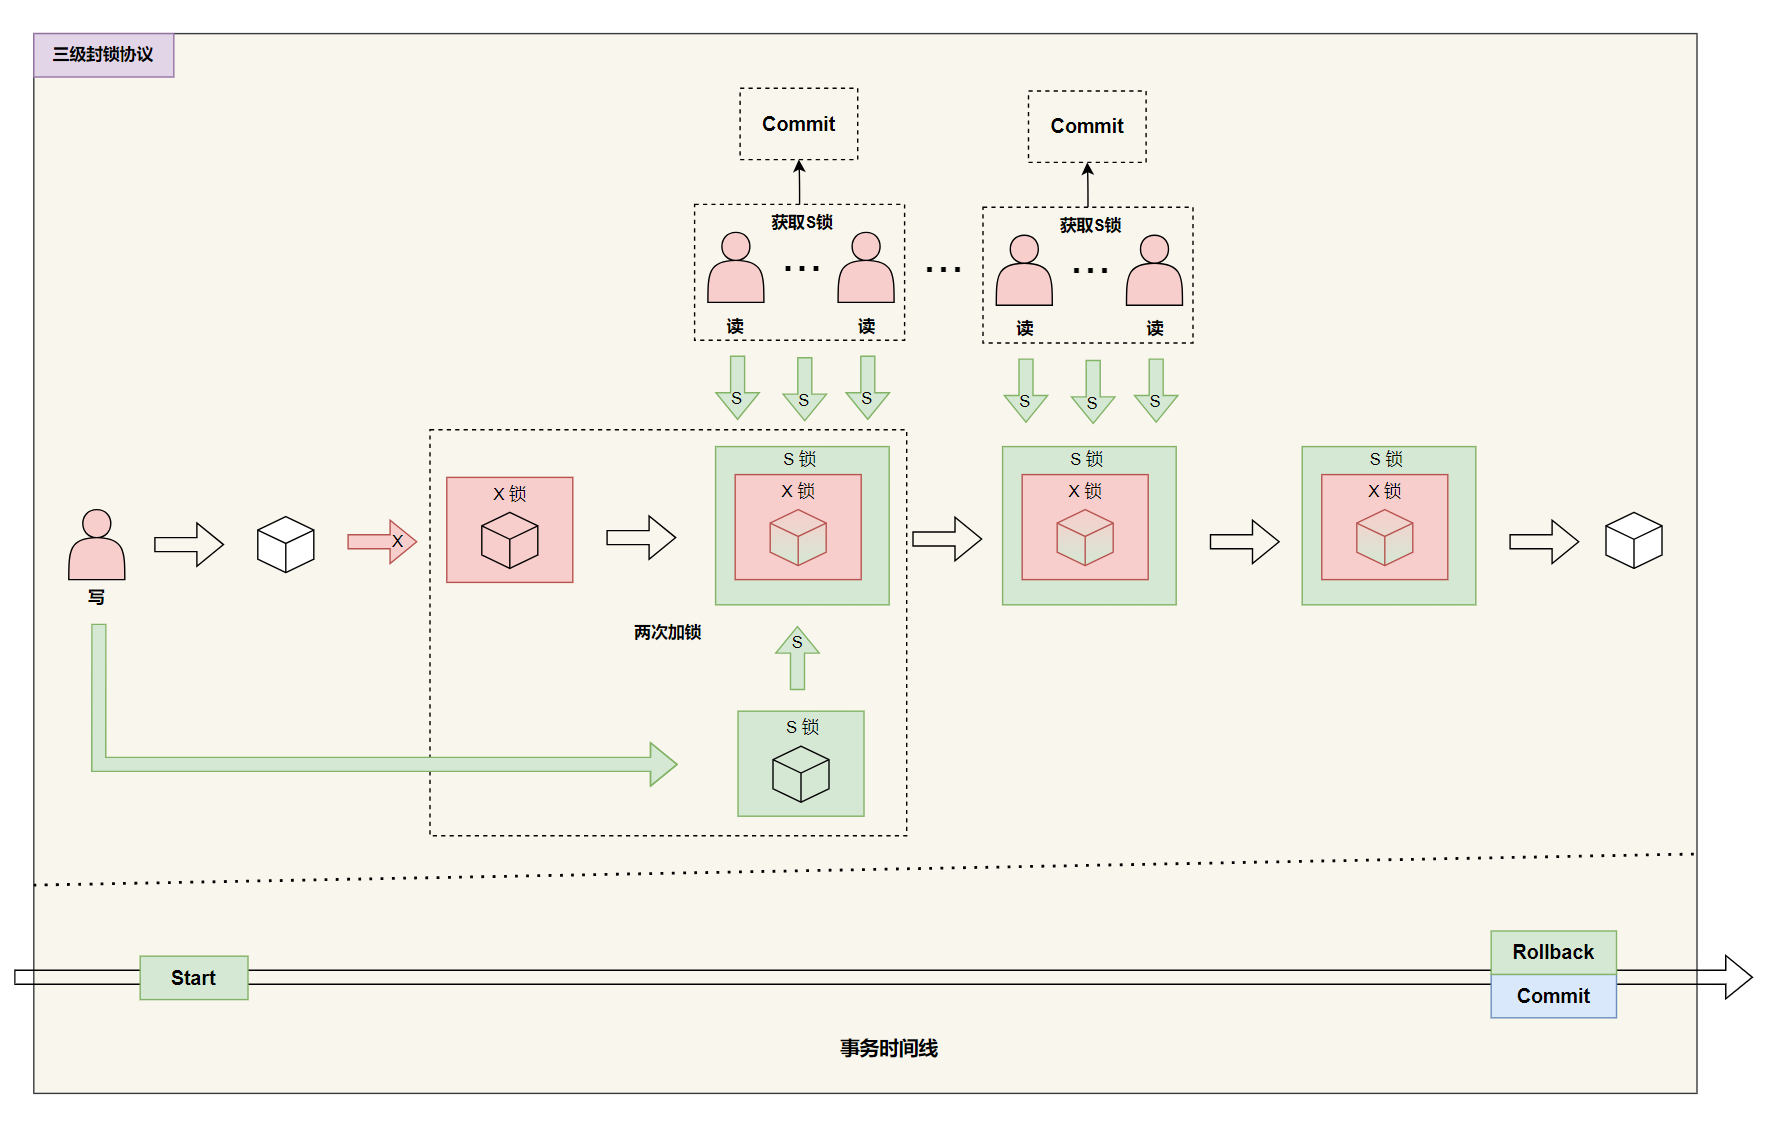 三级封锁协议
Commit
Commit
获取S锁
获取S锁
...
...
...
读
读
读
读
S
S
S
S
S
S
S 锁
S 锁
S 锁
X 锁
X 锁
X 锁
X 锁
X
写
两次加锁
S
S 锁
Start
Rollback
Commit
事务时间线